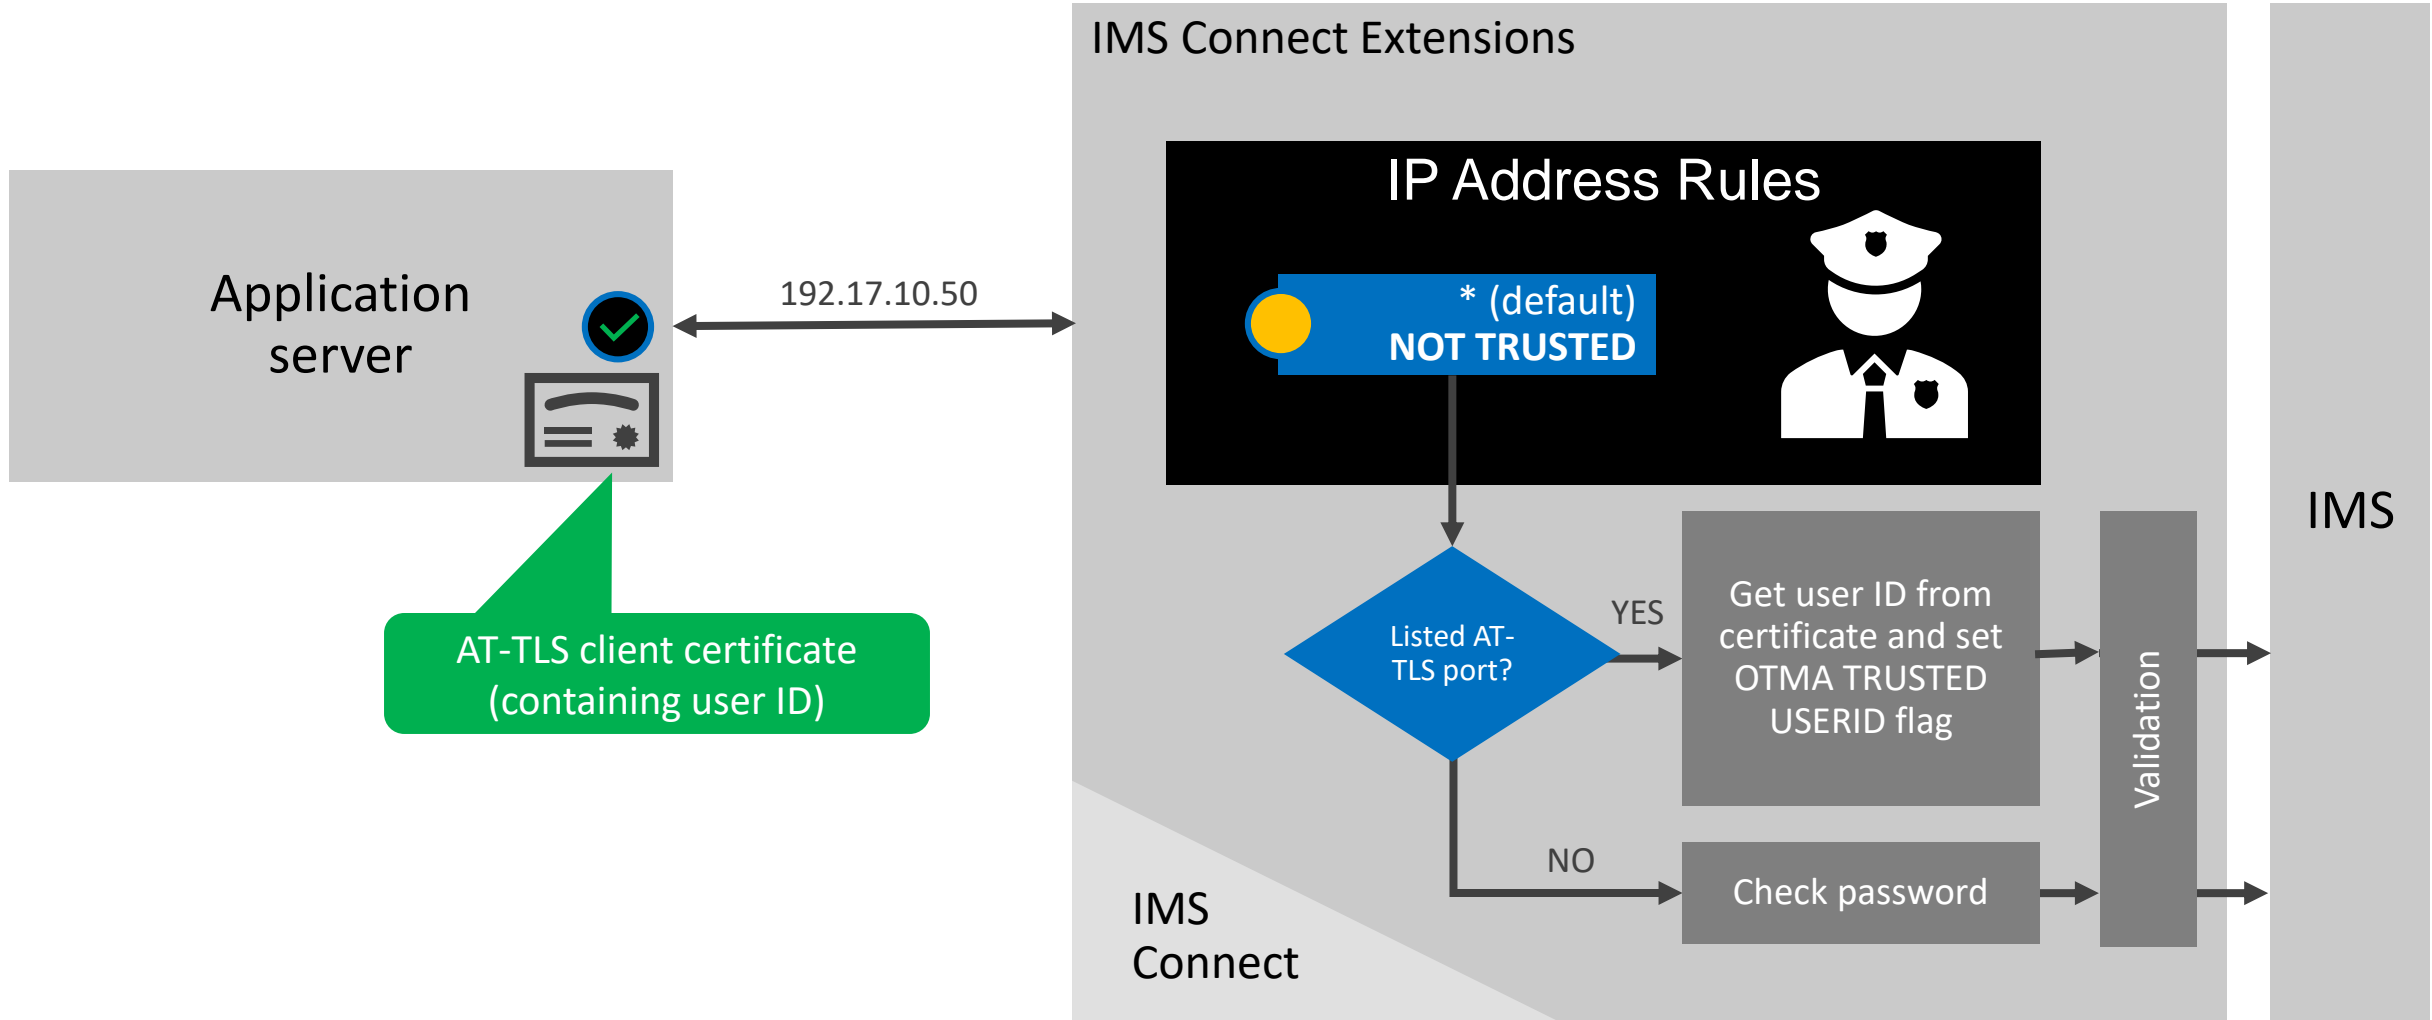 IMS Connect Extensions
IP Address Rules
* (default)
NOT TRUSTED
Application
server
192.17.10.50
AT-TLS client certificate
(containing user ID)
Listed AT-
TLS port?
YES
Get user ID from
certificate and set
OTMA TRUSTED
USERID flag
NO
Check password
Validation
IMS
IMS
Connect